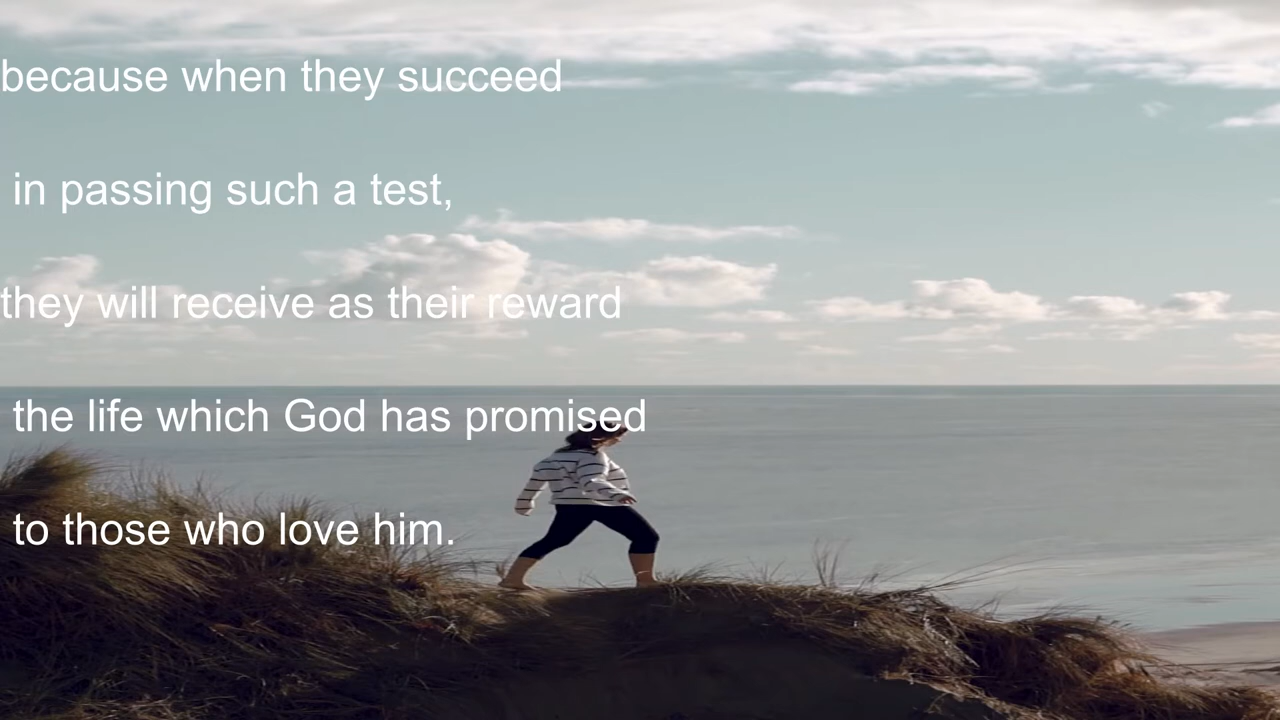 because when they succeed
in passing such a test,
they will receive as their reward
the life which God has promised
to those who love him.